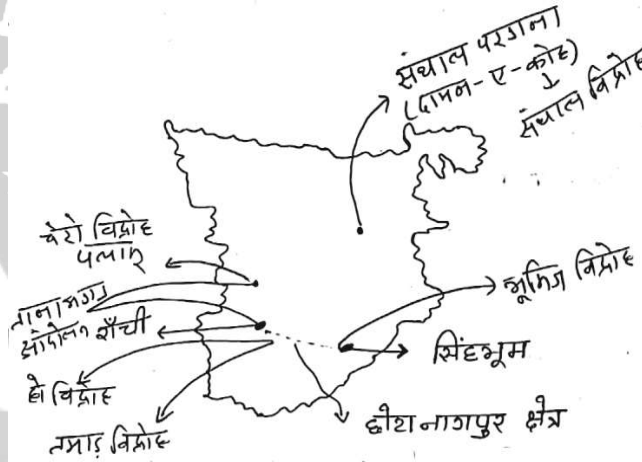 संथाल परगना
(दामन-ए-कोह)
↓
संथाल विद्रोह
चेरो विद्रोह
पलामू
ताना भगत
आंदोलन
राँची
हो विद्रोह
तमाड़ विद्रोह
भूमिज विद्रोह
सिंहभूम
छोटा नागपुर क्षेत्र